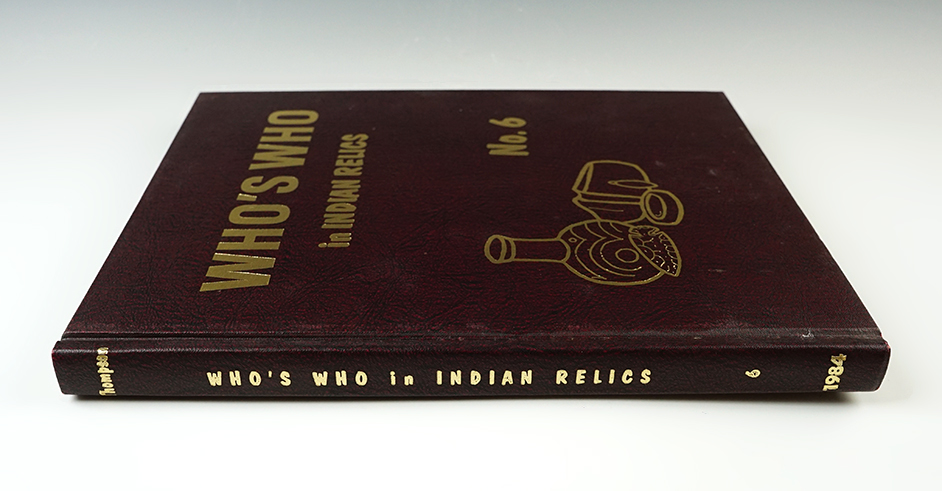 WHO'S WHO
in INDIAN RELICS
No. 6
Thompson
WHO'S WHO in INDIAN RELICS
6
1984